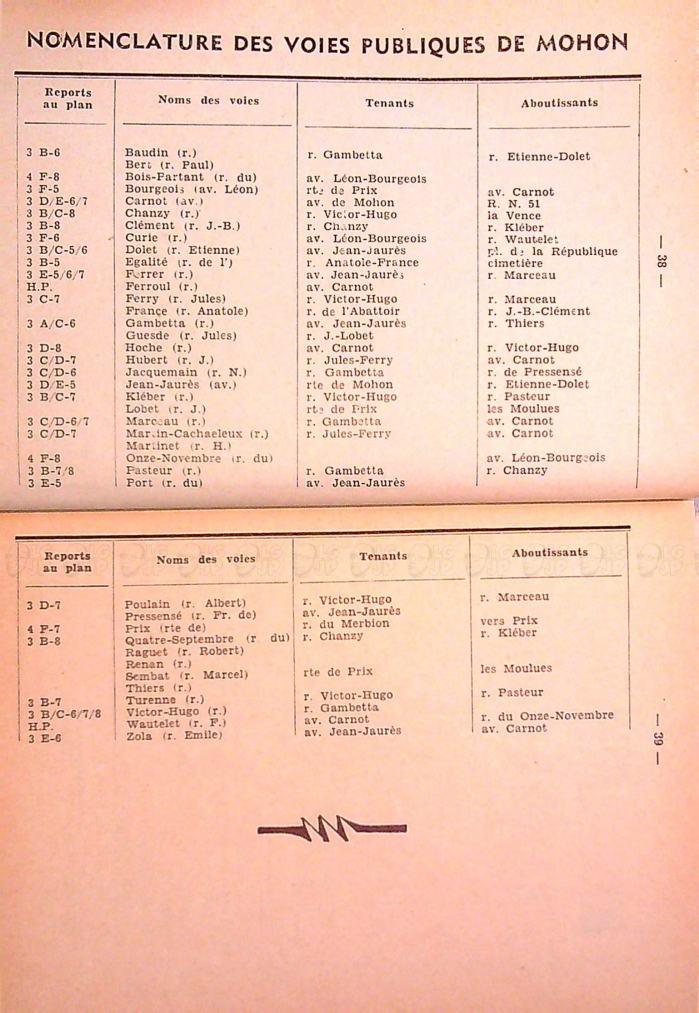 NOMENCLATURE DES VOIES PUBLIQUES DE MOHON
Reports au plan | Noms des voies | Tenants | Aboutissants
3 B-6 Baudin (r.) r. Gambetta r. Etienne-Dolet
Bert (r. Paul)
4 F-8 Bois-Partant (r. du) av. Léon-Bourgeois
3 F-5 Bourgeois (av. Léon) rte de Prix av. Carnot
3 D/E-6/7 Carnot (av.) av. de Mohon R. N. 51
3 B/C-8 Chanzy (r.) r. Victor-Hugo la Vence
3 B-8 Clément (r. J.-B.) r. Chanzy r. Kléber
3 F-6 Curie (r.) av. Léon-Bourgeois r. Wautelet
3 B/C-5/6 Dolet (r. Etienne) av. Jean-Jaurès pl. de la République
3 B-5 Egalité (r. de l') r. Anatole-France cimetière
3 E-5/6/7 Ferrer (r.) av. Jean-Jaurès r. Marceau
H.P. Ferroul (r.) av. Carnot
3 C-7 Ferry (r. Jules) r. Victor-Hugo r. Marceau
France (r. Anatole) r. de l'Abattoir r. J.-B.-Clément
3 A/C-6 Gambetta (r.) av. Jean-Jaurès r. Thiers
Guesde (r. Jules) r. J.-Lobet
3 D-8 Hoche (r.) av. Carnot r. Victor-Hugo
3 C/D-7 Hubert (r. J.) r. Jules-Ferry av. Carnot
3 C/D-6 Jacquemain (r. N.) r. Gambetta r. de Pressensé
3 D/E-5 Jean-Jaurès (av.) rte de Mohon r. Etienne-Dolet
3 B/C-7 Kléber (r.) r. Victor-Hugo r. Pasteur
Lobet (r. J.) rte de Prix les Moulues
3 C/D-6/7 Marceau (r.) r. Gambetta av. Carnot
3 C/D-7 Martin-Cachaeleux (r.) r. Jules-Ferry av. Carnot
Martinet (r. H.)
4 F-8 Onze-Novembre (r. du) av. Léon-Bourgeois
3 B-7/8 Pasteur (r.) r. Gambetta r. Chanzy
3 E-5 Port (r. du) av. Jean-Jaurès
— 38 —
Reports au plan | Noms des voies | Tenants | Aboutissants
3 D-7 Poulain (r. Albert) r. Victor-Hugo r. Marceau
Pressensé (r. Fr. de) av. Jean-Jaurès
4 F-7 Prix (rte de) r. du Merbion vers Prix
3 B-8 Quatre-Septembre (r. du) r. Chanzy r. Kléber
Raguet (r. Robert)
Renan (r.)
Sembat (r. Marcel) rte de Prix les Moulues
Thiers (r.)
3 B-7 Turenne (r.) r. Victor-Hugo r. Pasteur
3 B/C-6/7/8 Victor-Hugo (r.) r. Gambetta
H.P. Wautelet (r. F.) av. Carnot r. du Onze-Novembre
3 E-6 Zola (r. Emile) av. Jean-Jaurès av. Carnot
— 39 —